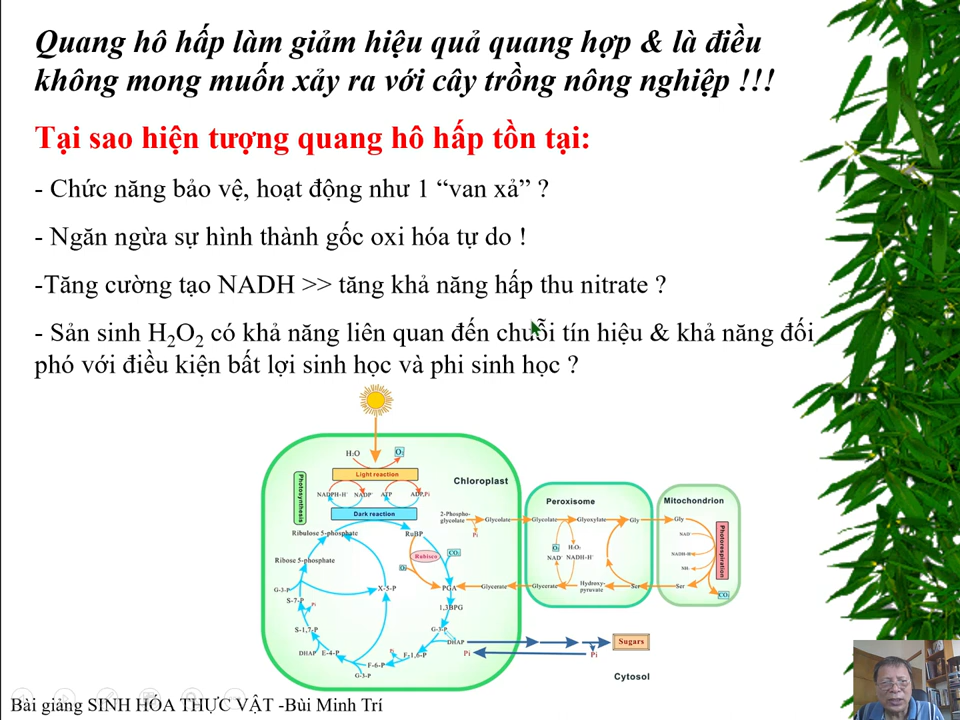 Quang hô hấp làm giảm hiệu quả quang hợp & là điều
không mong muốn xảy ra với cây trồng nông nghiệp !!!
Tại sao hiện tượng quang hô hấp tồn tại:
- Chức năng bảo vệ, hoạt động như 1 “van xả” ?
- Ngăn ngừa sự hình thành gốc oxi hóa tự do !
-Tăng cường tạo NADH >> tăng khả năng hấp thu nitrate ?
- Sản sinh H₂O₂ có khả năng liên quan đến chuỗi tín hiệu & khả năng đối
phó với điều kiện bất lợi sinh học và phi sinh học ?
H₂O
O₂
Light reaction
Photosynthesis
NADPH-H⁺ NADP⁺ ATP ADP,Pi
Dark reaction
Chloroplast
Ribulose 5-phosphate
RuBP
Ribose 5-phosphate
Rubisco
CO₂
O₂
G-3-P
X-5-P
PGA
S-7-P
Pi
1,3BPG
S-1,7-P
G-3-P
DHAP
DHAP E-4-P
F-6-P
F-1,6-P
G-3-P
2-Phospho-
glycolate
Glycolate
Pi
Glycerate
Peroxisome
Glycolate Glyoxylate Gly
O₂ H₂O₂
NAD⁺ NADH-H⁺
Glycerate
Hydroxy-
pyruvate
Ser
Mitochondrion
Gly
NAD⁺
NADH-H⁺
Ser
CO₂
Photorespiration
Sugars
Pi
Pi
Cytosol
Bài giảng SINH HÓA THỰC VẬT -Bùi Minh Trí